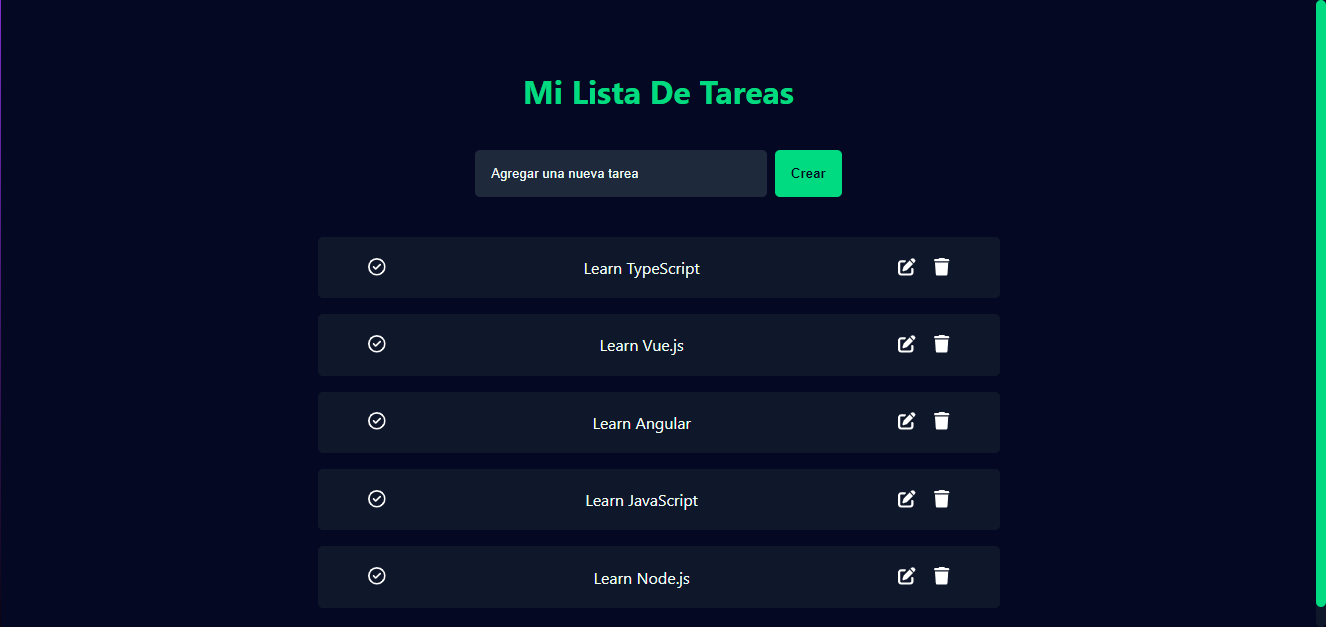 Mi Lista De Tareas
Agregar una nueva tarea
Crear
Learn TypeScript
Learn Vue.js
Learn Angular
Learn JavaScript
Learn Node.js